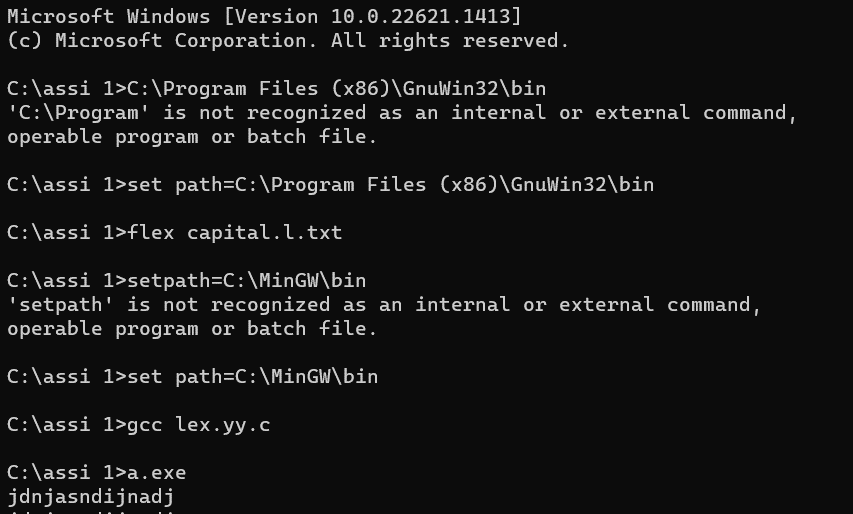 Microsoft Windows [Version 10.0.22621.1413]
(c) Microsoft Corporation. All rights reserved.
C:\assi 1>C:\Program Files (x86)\GnuWin32\bin
'C:\Program' is not recognized as an internal or external command,
operable program or batch file.
C:\assi 1>set path=C:\Program Files (x86)\GnuWin32\bin
C:\assi 1>flex capital.l.txt
C:\assi 1>setpath=C:\MinGW\bin
'setpath' is not recognized as an internal or external command,
operable program or batch file.
C:\assi 1>set path=C:\MinGW\bin
C:\assi 1>gcc lex.yy.c
C:\assi 1>a.exe
jdnjasndijnadj